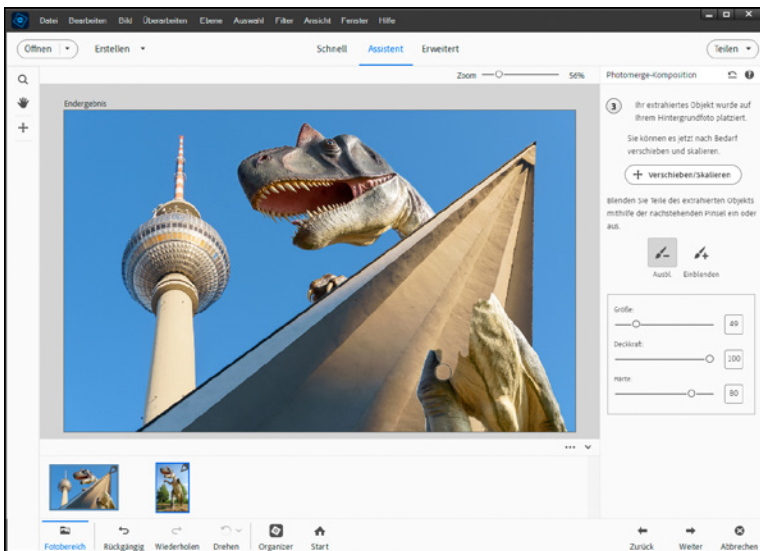 Datei Bearbeiten Bild Überarbeiten Ebene Auswahl Filter Ansicht Fenster Hilfe
Öffnen Erstellen Schnell Assistent Erweitert Teilen
Zoom 56% Photomerge-Komposition
Endergebnis
3 Ihr extrahiertes Objekt wurde auf
Ihrem Hintergrundfoto platziert.
Sie können es jetzt nach Bedarf
verschieben und skalieren.
Verschieben/Skalieren
Blenden Sie Teile des extrahierten Objekts
mithilfe der nachstehenden Pinsel ein oder
aus.
Ausbl. Einblenden
Größe:
49
Deckkraft:
100
Härte:
80
Fotobereich Rückgängig Wiederholen Drehen Organizer Start Zurück Weiter Abbrechen